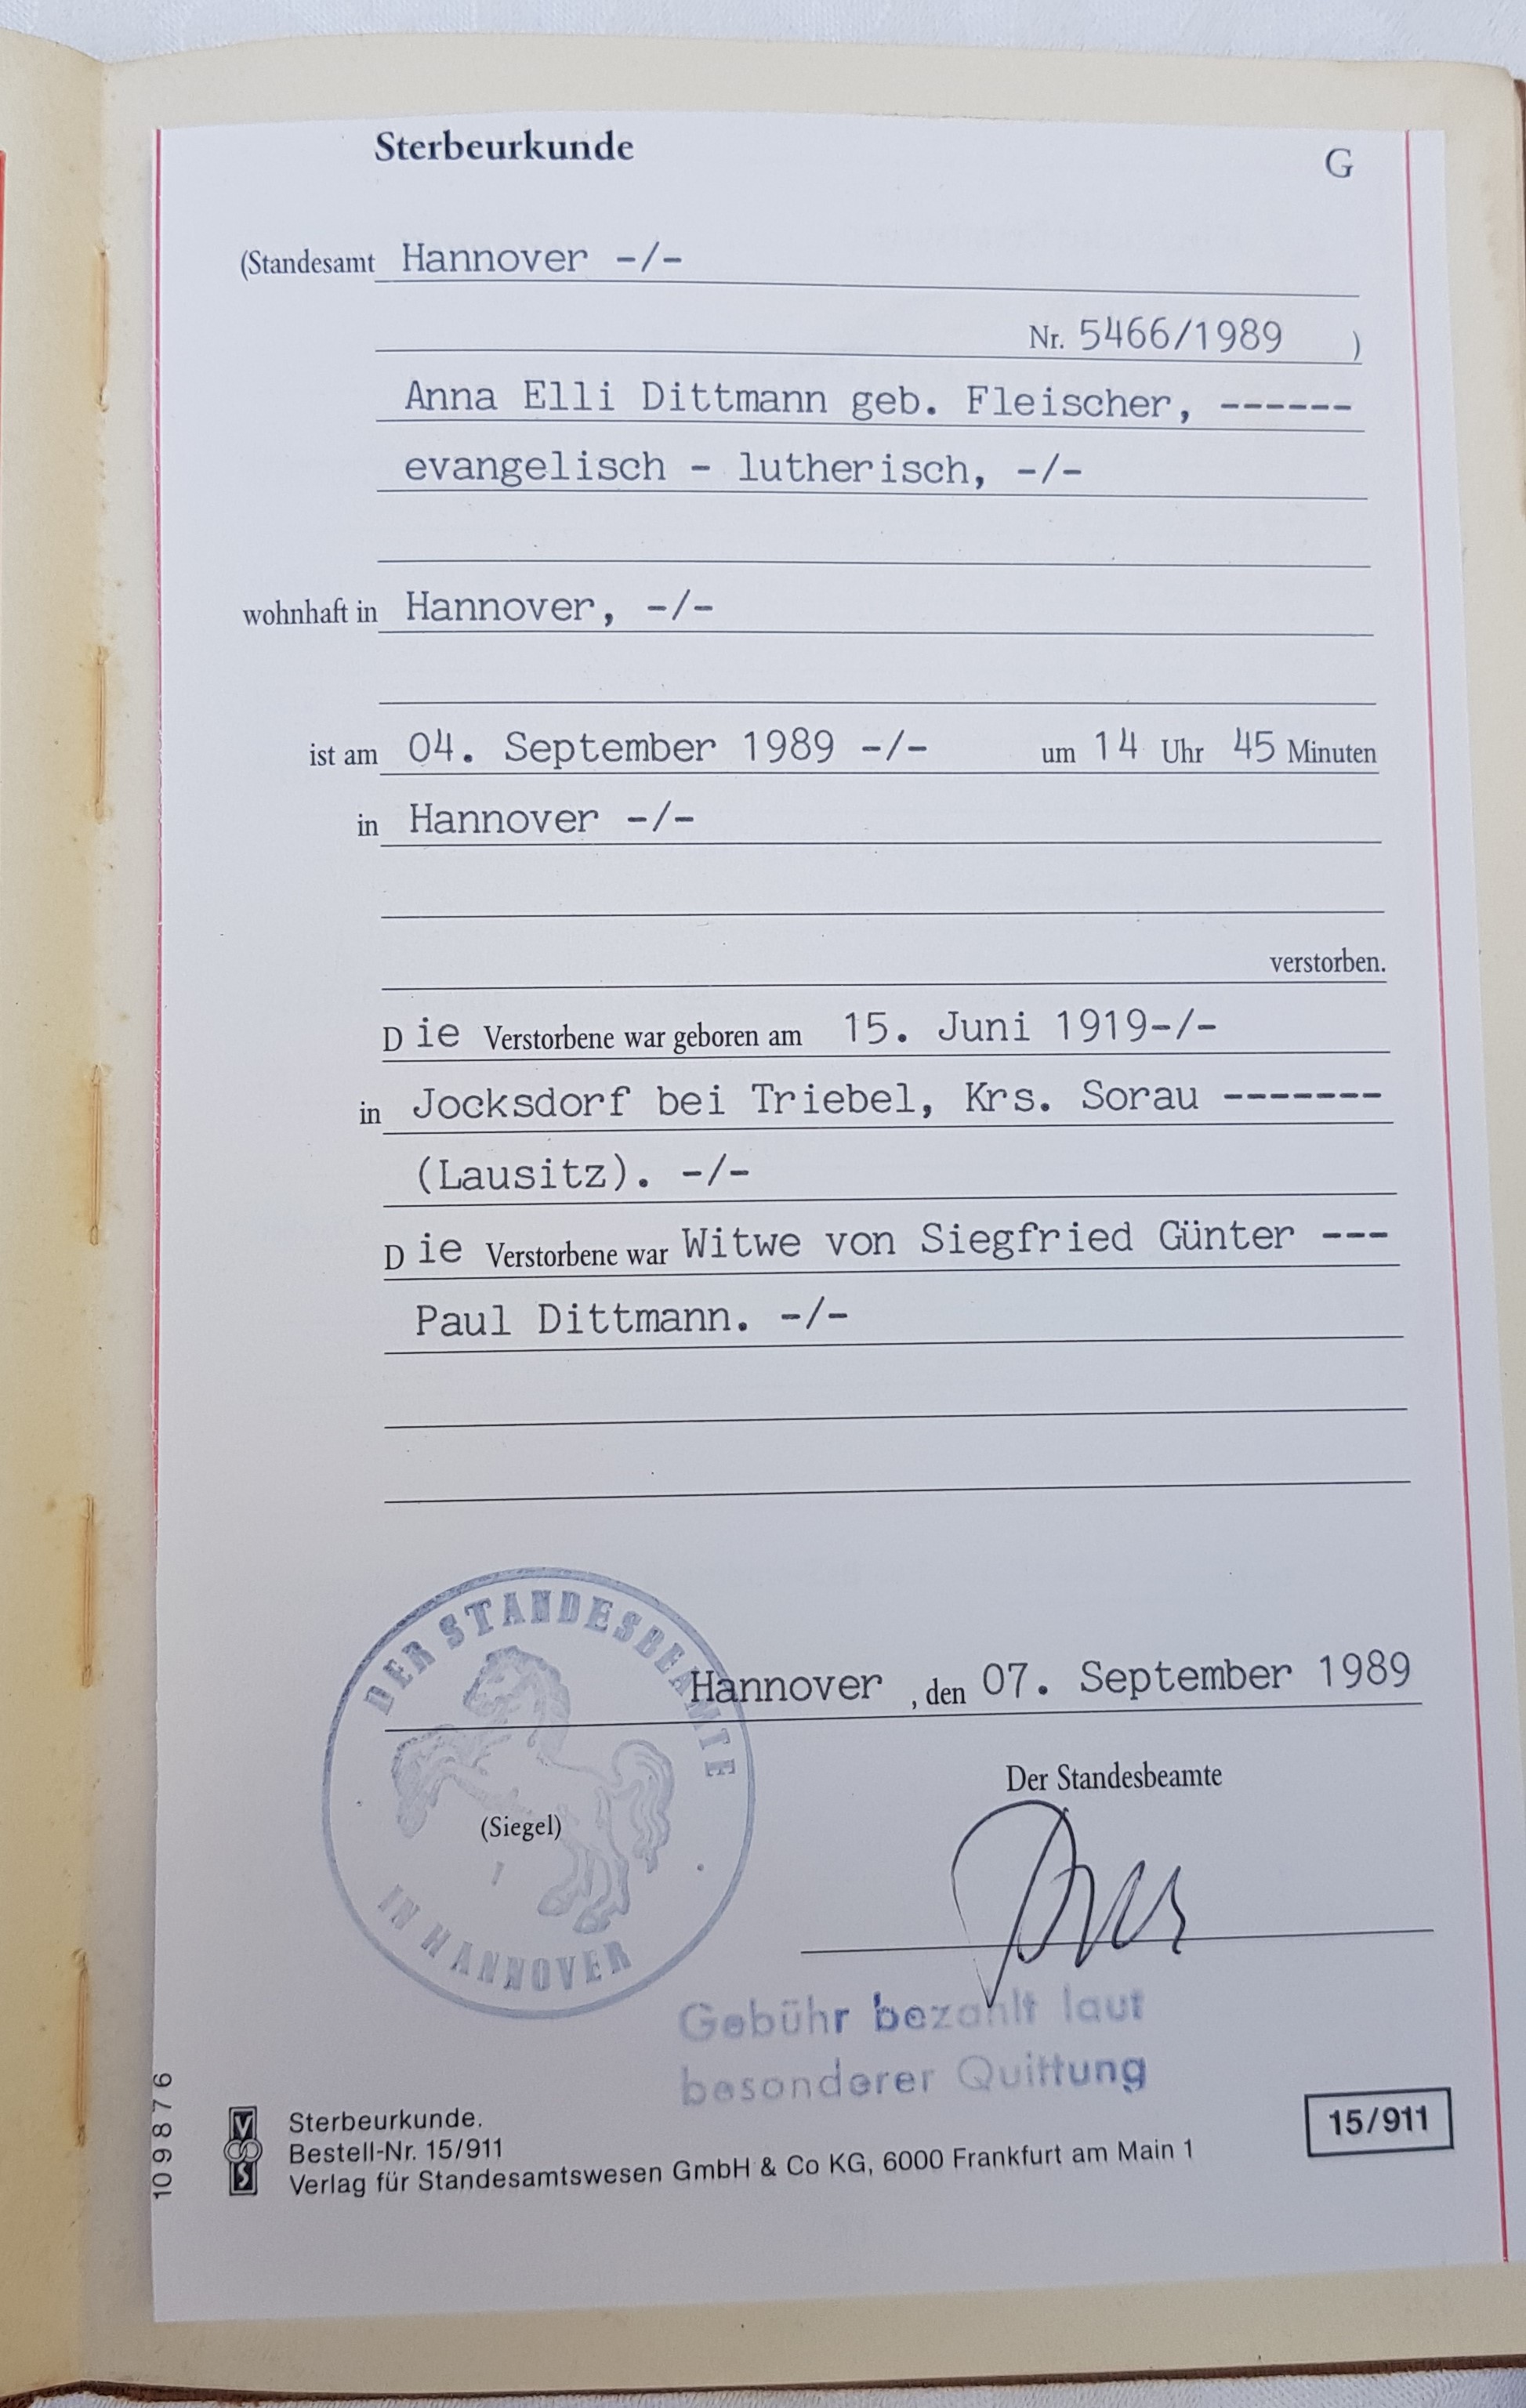 Sterbeurkunde
G
(Standesamt Hannover -/-
Nr. 5466/1989 )
Anna Elli Dittmann geb. Fleischer, ------
evangelisch - lutherisch, -/-
wohnhaft in Hannover, -/-
ist am 04. September 1989 -/- um 14 Uhr 45 Minuten
in Hannover -/-
verstorben.
Die Verstorbene war geboren am 15. Juni 1919-/-
in Jocksdorf bei Triebel, Krs. Sorau -------
(Lausitz). -/-
Die Verstorbene war Witwe von Siegfried Günter ---
Paul Dittmann. -/-
DER STANDESBEAMTE
Hannover , den 07. September 1989
Der Standesbeamte
(Siegel)
1
IN HANNOVER
Gebühr bezahlt laut
besonderer Quittung
109876
V
S
Sterbeurkunde.
Bestell-Nr. 15/911
Verlag für Standesamtswesen GmbH & Co KG, 6000 Frankfurt am Main 1
15/911